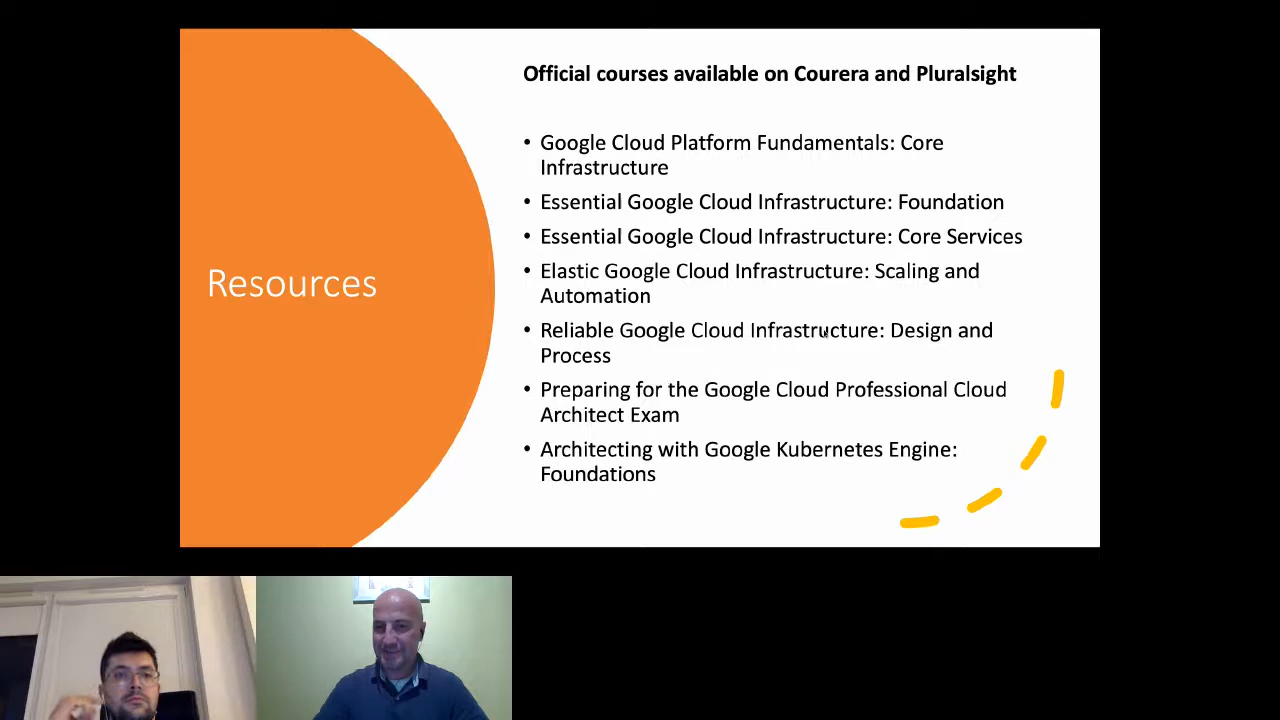 Official courses available on Courera and Pluralsight
Resources
• Google Cloud Platform Fundamentals: Core
Infrastructure
• Essential Google Cloud Infrastructure: Foundation
• Essential Google Cloud Infrastructure: Core Services
• Elastic Google Cloud Infrastructure: Scaling and
Automation
• Reliable Google Cloud Infrastructure: Design and
Process
• Preparing for the Google Cloud Professional Cloud
Architect Exam
• Architecting with Google Kubernetes Engine:
Foundations